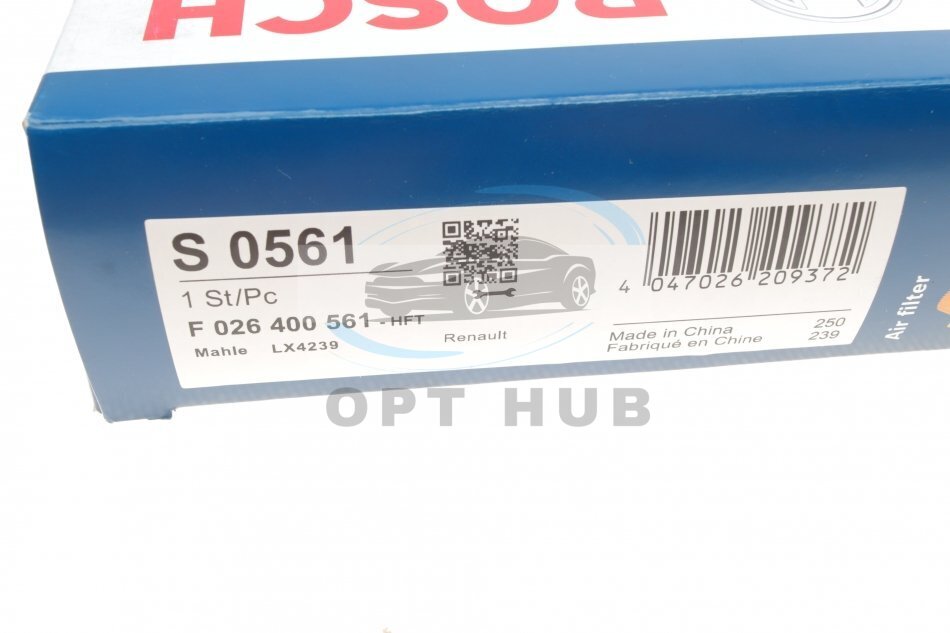 BOSCH
S 0561
1 St/Pc
F 026 400 561 - HFT
Mahle LX4239
Renault
4 047026 209372
Made in China 250
Fabriqué en Chine 239
Air filter
OPT HUB